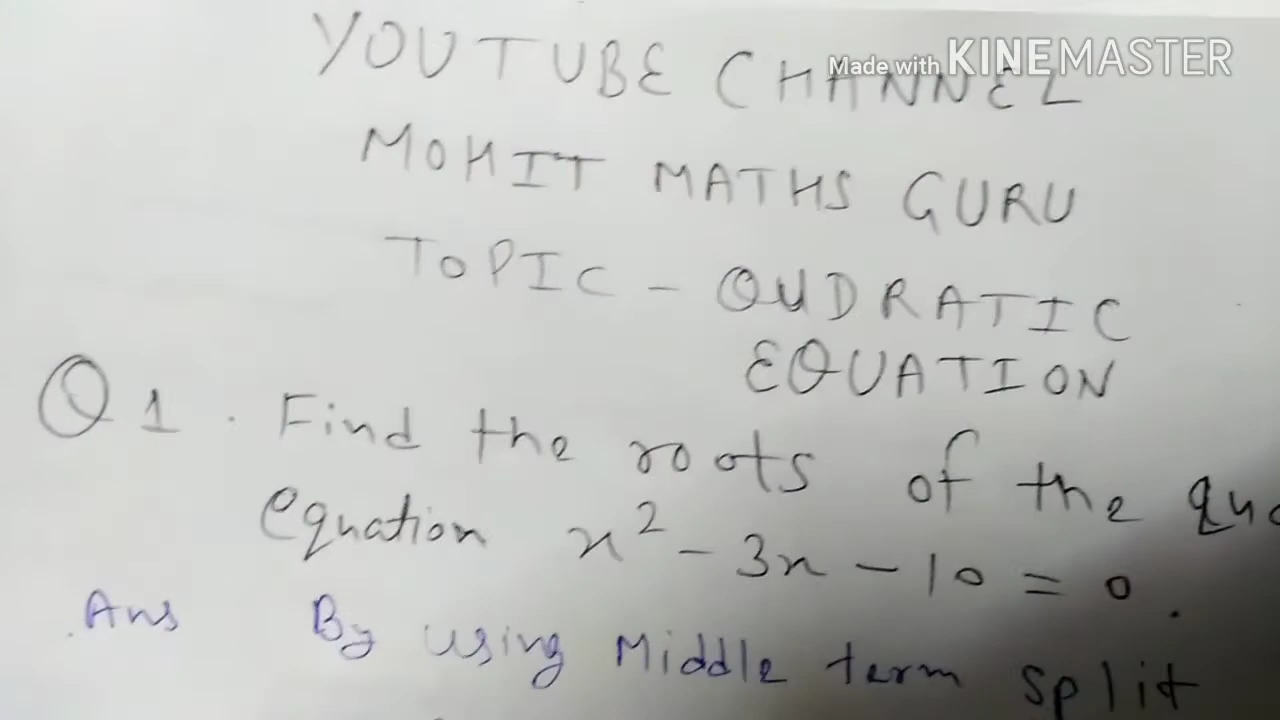 Made with KINEMASTER
YOUTUBE CHANNEL
MOHIT MATHS GURU
TOPIC - QUDRATIC
EQUATION
Q1. Find the roots of the
equation x² - 3x - 10 = 0.
Ans By using Middle term split